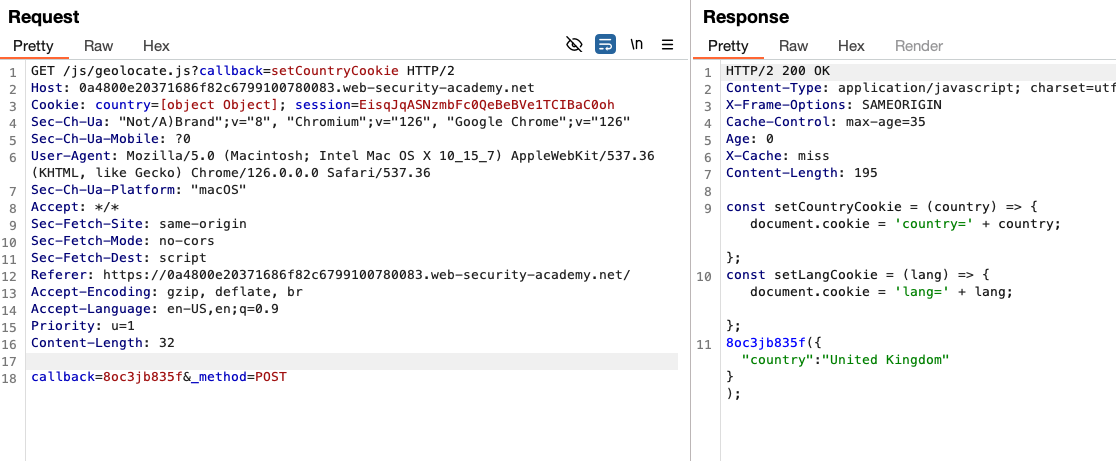 Request
Pretty Raw Hex \n
1 GET /js/geolocate.js?callback=setCountryCookie HTTP/2
2 Host: 0a4800e20371686f82c6799100780083.web-security-academy.net
3 Cookie: country=[object Object]; session=EisqJqASNzmbFc0QeBeBVe1TCIBaC0oh
4 Sec-Ch-Ua: "Not/A)Brand";v="8", "Chromium";v="126", "Google Chrome";v="126"
5 Sec-Ch-Ua-Mobile: ?0
6 User-Agent: Mozilla/5.0 (Macintosh; Intel Mac OS X 10_15_7) AppleWebKit/537.36
(KHTML, like Gecko) Chrome/126.0.0.0 Safari/537.36
7 Sec-Ch-Ua-Platform: "macOS"
8 Accept: */*
9 Sec-Fetch-Site: same-origin
10 Sec-Fetch-Mode: no-cors
11 Sec-Fetch-Dest: script
12 Referer: https://0a4800e20371686f82c6799100780083.web-security-academy.net/
13 Accept-Encoding: gzip, deflate, br
14 Accept-Language: en-US,en;q=0.9
15 Priority: u=1
16 Content-Length: 32
17
18 callback=8oc3jb835f&_method=POST
Response
Pretty Raw Hex Render
1 HTTP/2 200 OK
2 Content-Type: application/javascript; charset=utf
3 X-Frame-Options: SAMEORIGIN
4 Cache-Control: max-age=35
5 Age: 0
6 X-Cache: miss
7 Content-Length: 195
8
9 const setCountryCookie = (country) => {
document.cookie = 'country=' + country;
};
10 const setLangCookie = (lang) => {
document.cookie = 'lang=' + lang;
};
11 8oc3jb835f({
"country":"United Kingdom"
}
);